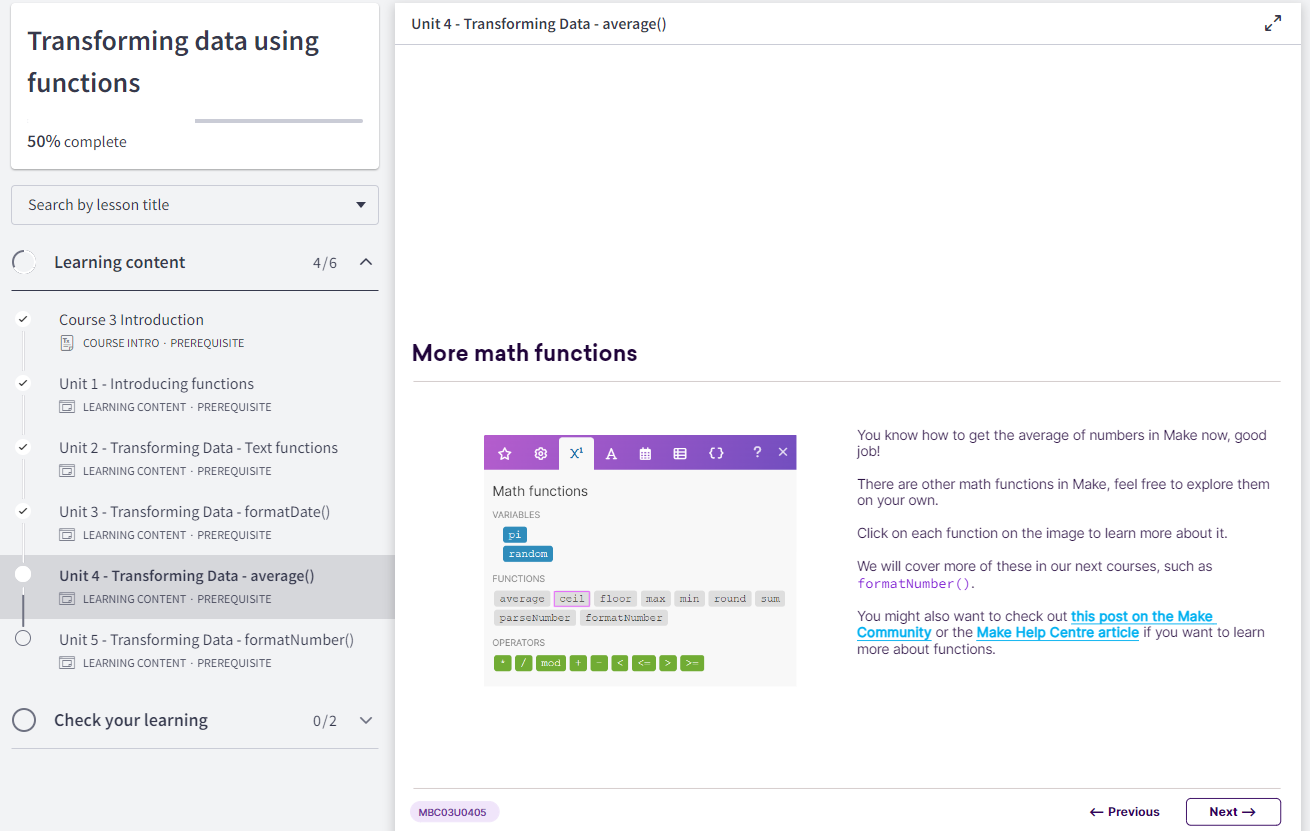 Transforming data using
functions
50% complete
Search by lesson title
Learning content 4/6
Course 3 Introduction
COURSE INTRO · PREREQUISITE
Unit 1 - Introducing functions
LEARNING CONTENT · PREREQUISITE
Unit 2 - Transforming Data - Text functions
LEARNING CONTENT · PREREQUISITE
Unit 3 - Transforming Data - formatDate()
LEARNING CONTENT · PREREQUISITE
Unit 4 - Transforming Data - average()
LEARNING CONTENT · PREREQUISITE
Unit 5 - Transforming Data - formatNumber()
LEARNING CONTENT · PREREQUISITE
Check your learning 0/2
Unit 4 - Transforming Data - average()
More math functions
X¹ A ? ×
Math functions
VARIABLES
pi
random
FUNCTIONS
average ceil floor max min round sum
parseNumber formatNumber
OPERATORS
* / mod + - < <= > >=
You know how to get the average of numbers in Make now, good
job!
There are other math functions in Make, feel free to explore them
on your own.
Click on each function on the image to learn more about it.
We will cover more of these in our next courses, such as
formatNumber().
You might also want to check out this post on the Make
Community or the Make Help Centre article if you want to learn
more about functions.
MBC03U0405
← Previous Next →